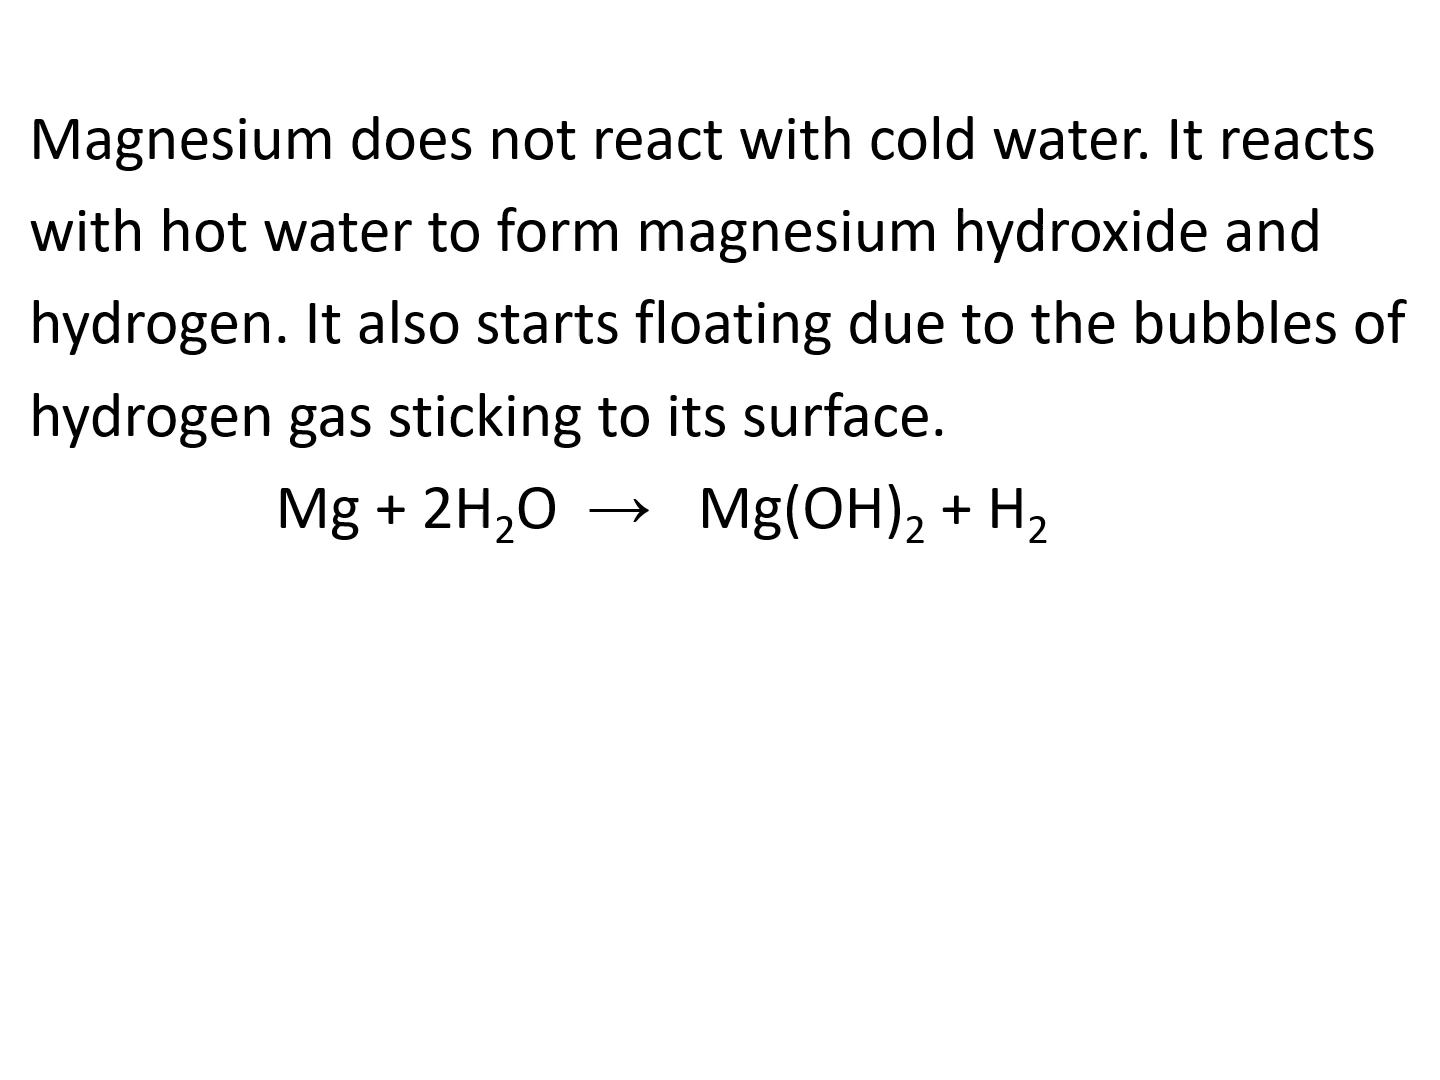 Magnesium does not react with cold water. It reacts
with hot water to form magnesium hydroxide and
hydrogen. It also starts floating due to the bubbles of
hydrogen gas sticking to its surface.
Mg + 2H₂O → Mg(OH)₂ + H₂